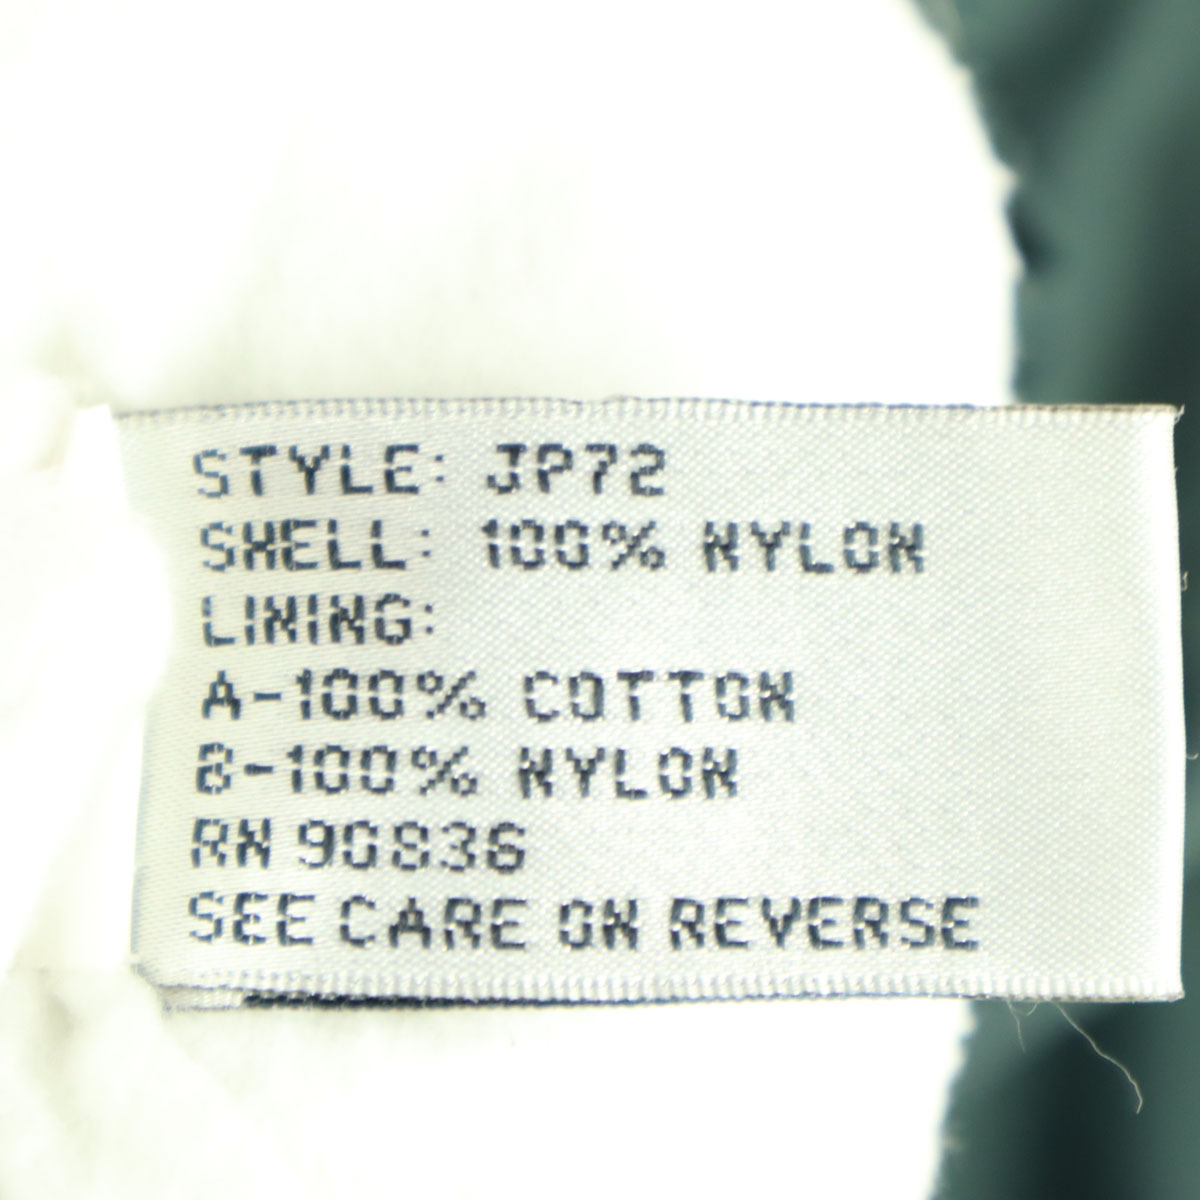 STYLE: JP72
SHELL: 100% NYLON
LINING:
A-100% COTTON
B-100% NYLON
RN 90836
SEE CARE ON REVERSE